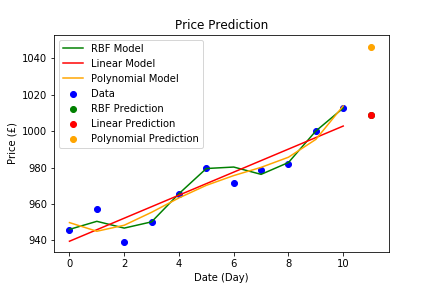 Price Prediction
RBF Model
Linear Model
Polynomial Model
Data
RBF Prediction
Linear Prediction
Polynomial Prediction
1040
1020
1000
980
960
940
Price (£)
0 2 4 6 8 10
Date (Day)